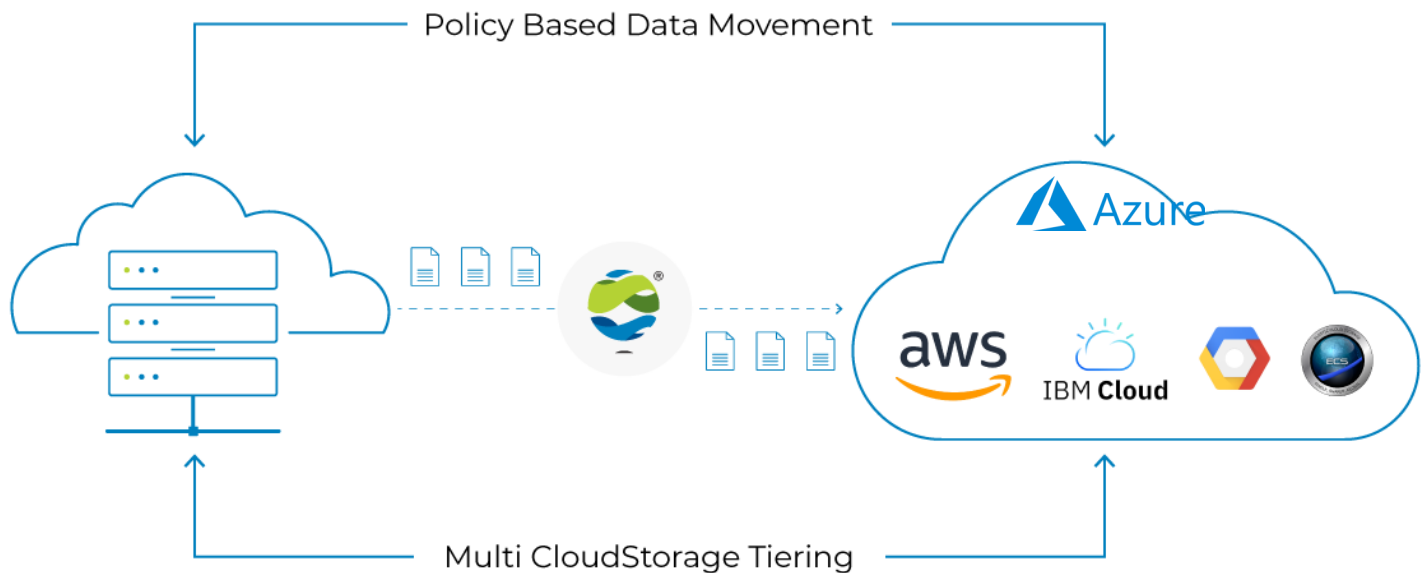 Policy Based Data Movement
Azure
®
aws
IBM Cloud
ECS
Multi CloudStorage Tiering